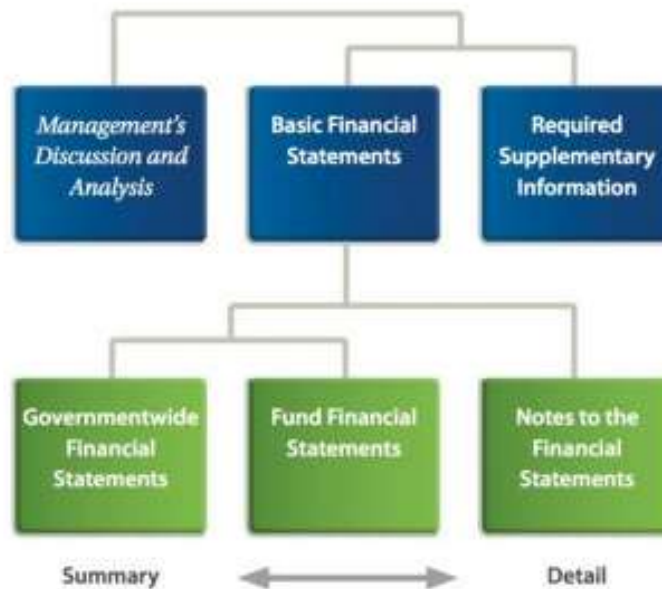 Management's
Discussion and
Analysis
Basic Financial
Statements
Required
Supplementary
Information
Governmentwide
Financial
Statements
Fund Financial
Statements
Notes to the
Financial
Statements
Summary
Detail